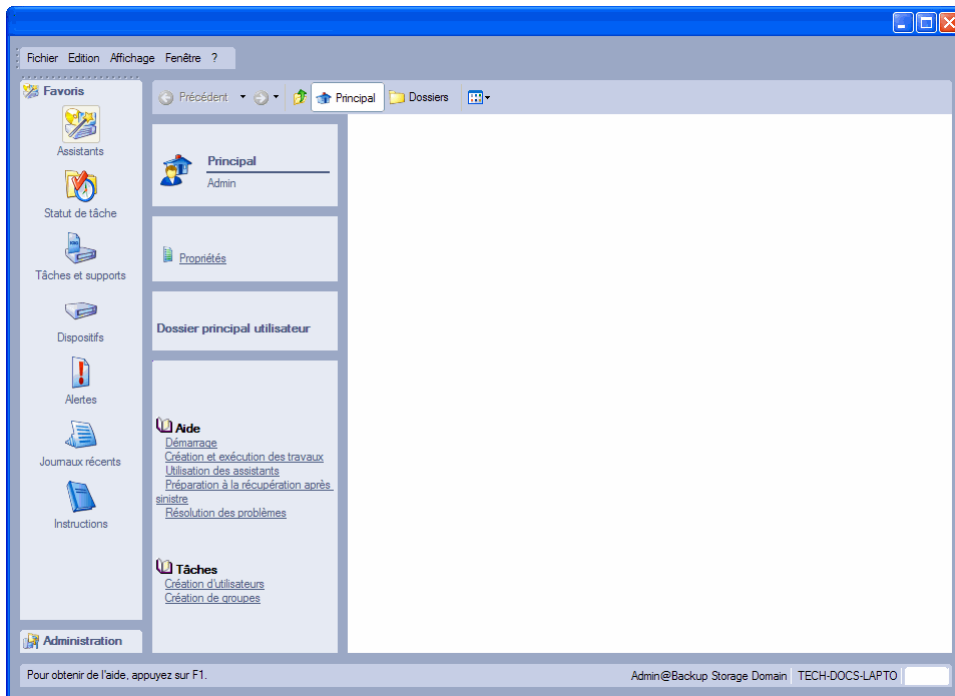 Fichier Edition Affichage Fenêtre ?
Favoris
Assistants
Statut de tâche
Tâches et supports
Dispositifs
Alertes
Journaux récents
Instructions
Administration
Précédent Principal Dossiers
Principal
Admin
Propriétés
Dossier principal utilisateur
Aide
Démarrage
Création et exécution des travaux
Utilisation des assistants
Préparation à la récupération après
sinistre
Résolution des problèmes
Tâches
Création d'utilisateurs
Création de groupes
Pour obtenir de l'aide, appuyez sur F1. Admin@Backup Storage Domain TECH-DOCS-LAPTO